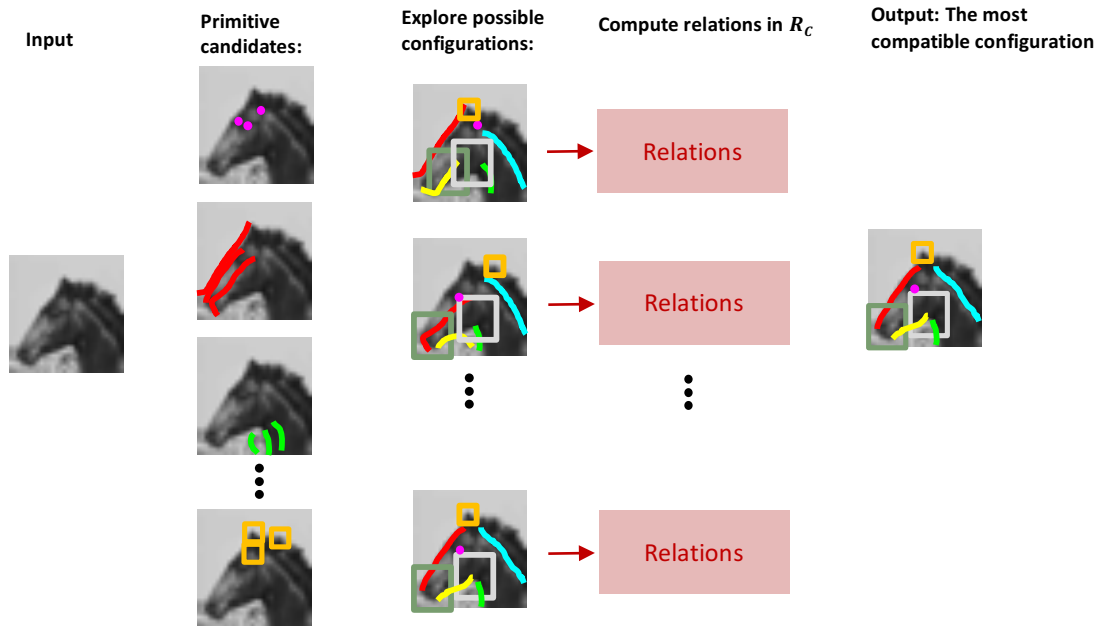 Input
Primitive
candidates:
Explore possible
configurations:
Compute relations in R_C
Output: The most
compatible configuration
Relations
Relations
Relations